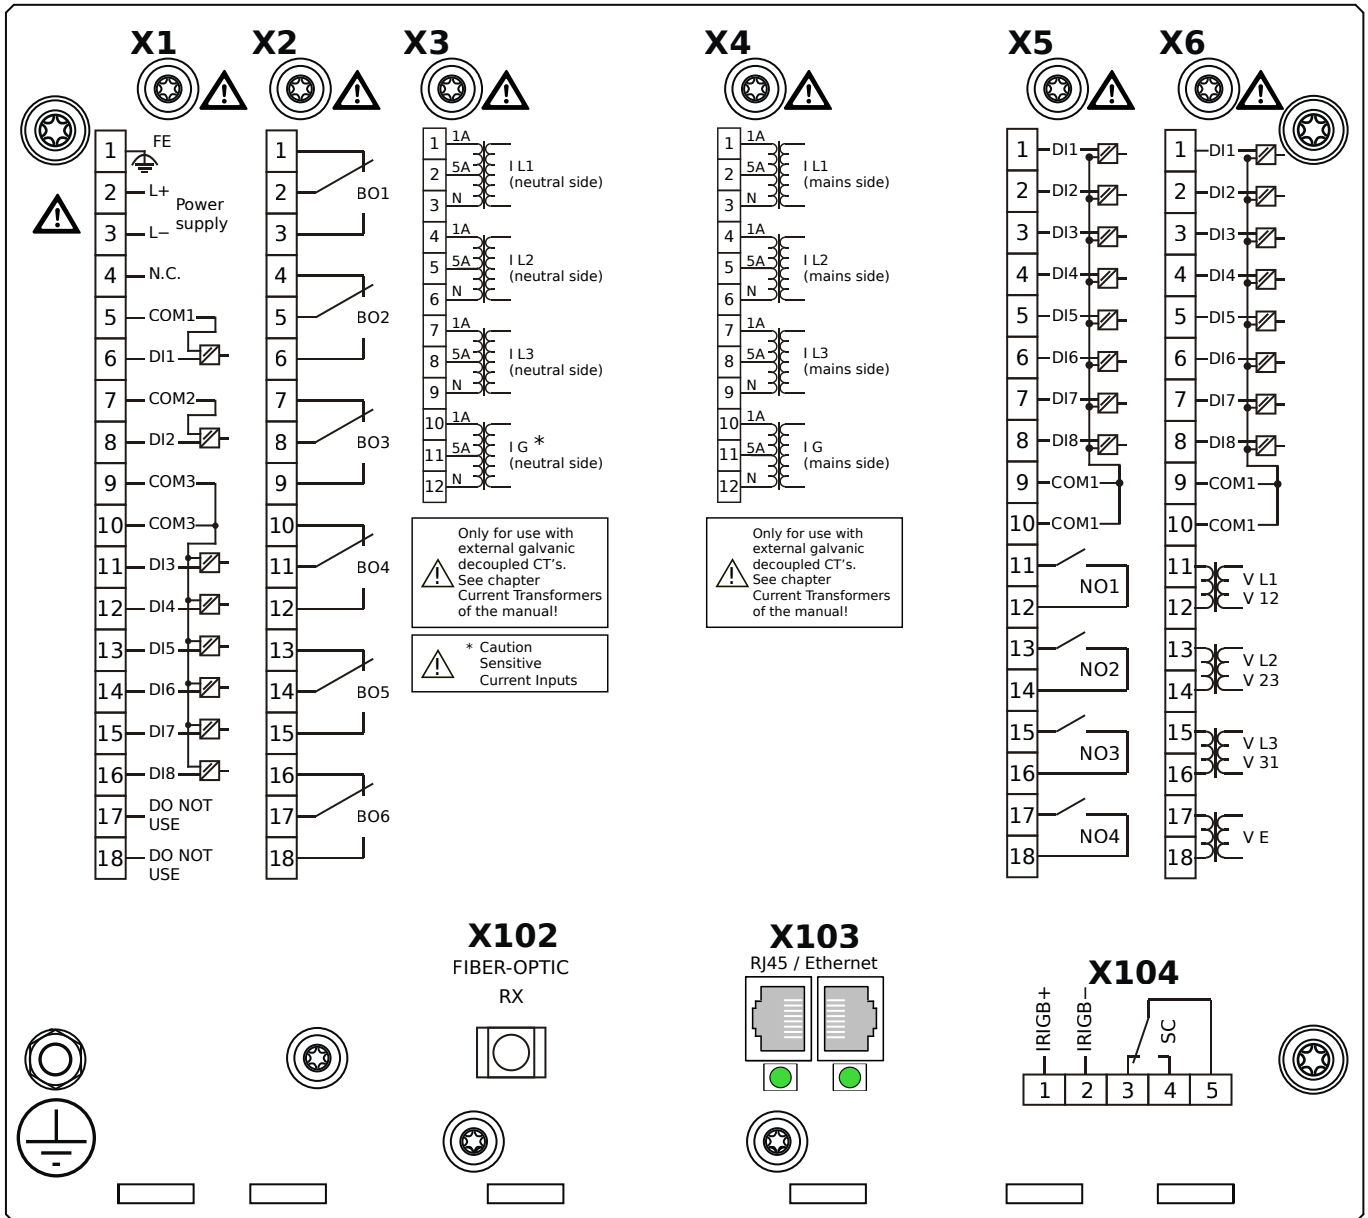 X1
1
FE
2
L+
Power
supply
3
L−
4
N.C.
5
COM1
6
DI1
7
COM2
8
DI2
9
COM3
10
COM3
11
DI3
12
DI4
13
DI5
14
DI6
15
DI7
16
DI8
17
DO NOT
USE
18
DO NOT
USE
X2
1
2
BO1
3
4
5
BO2
6
7
8
BO3
9
10
11
BO4
12
13
14
BO5
15
16
17
BO6
18
X3
1
1A
2
5A
3
N
I L1
(neutral side)
4
1A
5
5A
6
N
I L2
(neutral side)
7
1A
8
5A
9
N
I L3
(neutral side)
10
1A
11
5A
12
N
I G *
(neutral side)
Only for use with
external galvanic
decoupled CT's.
See chapter
Current Transformers
of the manual!
* Caution
Sensitive
Current Inputs
X4
1
1A
2
5A
3
N
I L1
(mains side)
4
1A
5
5A
6
N
I L2
(mains side)
7
1A
8
5A
9
N
I L3
(mains side)
10
1A
11
5A
12
N
I G
(mains side)
Only for use with
external galvanic
decoupled CT's.
See chapter
Current Transformers
of the manual!
X5
1
DI1
2
DI2
3
DI3
4
DI4
5
DI5
6
DI6
7
DI7
8
DI8
9
COM1
10
COM1
11
NO1
12
13
NO2
14
15
NO3
16
17
NO4
18
X6
1
DI1
2
DI2
3
DI3
4
DI4
5
DI5
6
DI6
7
DI7
8
DI8
9
COM1
10
COM1
11
V L1
V 12
12
13
V L2
V 23
14
15
V L3
V 31
16
17
V E
18
X102
FIBER-OPTIC
RX
X103
RJ45 / Ethernet
X104
IRIGB+
IRIGB−
SC
1
2
3
4
5